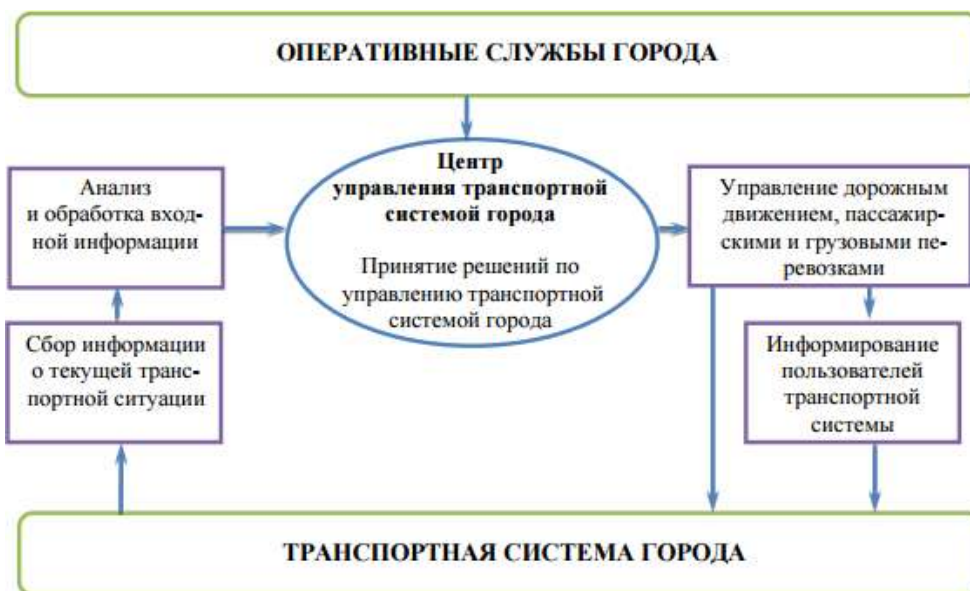 ОПЕРАТИВНЫЕ СЛУЖБЫ ГОРОДА
Центр
управления транспортной
системой города
Принятие решений по
управлению транспортной
системой города
Анализ
и обработка вход-
ной информации
Сбор информации
о текущей транс-
портной ситуации
Управление дорожным
движением, пассажир-
скими и грузовыми пе-
ревозками
Информирование
пользователей
транспортной
системы
ТРАНСПОРТНАЯ СИСТЕМА ГОРОДА